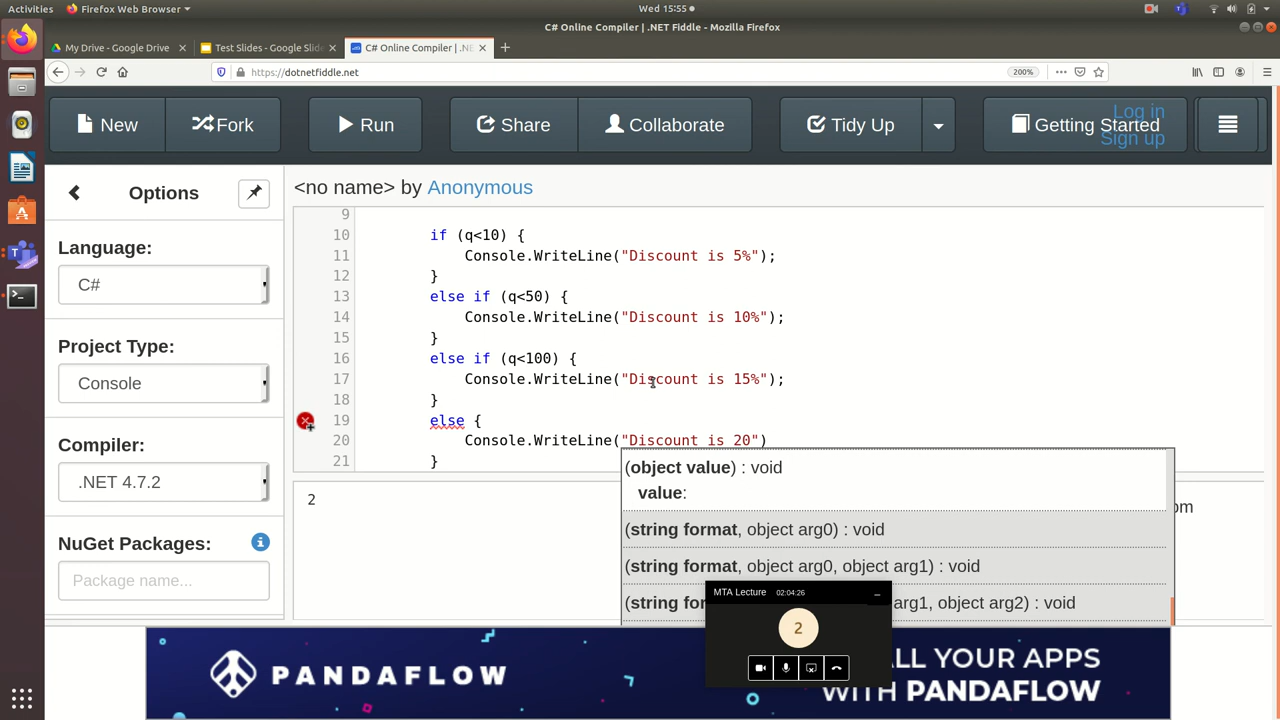 Activities
Firefox Web Browser
Wed 15:55
C# Online Compiler | .NET Fiddle - Mozilla Firefox
My Drive - Google Drive
Test Slides - Google Slid
C# Online Compiler | .NE
https://dotnetfiddle.net
200%
New
Fork
Run
Share
Collaborate
Tidy Up
Getting Started
Log in
Sign up
Options
<no name> by Anonymous
Language:
C#
Project Type:
Console
Compiler:
.NET 4.7.2
NuGet Packages:
Package name...
9
10 if (q<10) {
11 Console.WriteLine("Discount is 5%");
12 }
13 else if (q<50) {
14 Console.WriteLine("Discount is 10%");
15 }
16 else if (q<100) {
17 Console.WriteLine("Discount is 15%");
18 }
19 else {
20 Console.WriteLine("Discount is 20")
21 }
2
(object value) : void
value:
(string format, object arg0) : void
(string format, object arg0, object arg1) : void
(string for
arg1, object arg2) : void
om
MTA Lecture 02:04:26
2
PANDAFLOW
ALL YOUR APPS
WITH PANDAFLOW